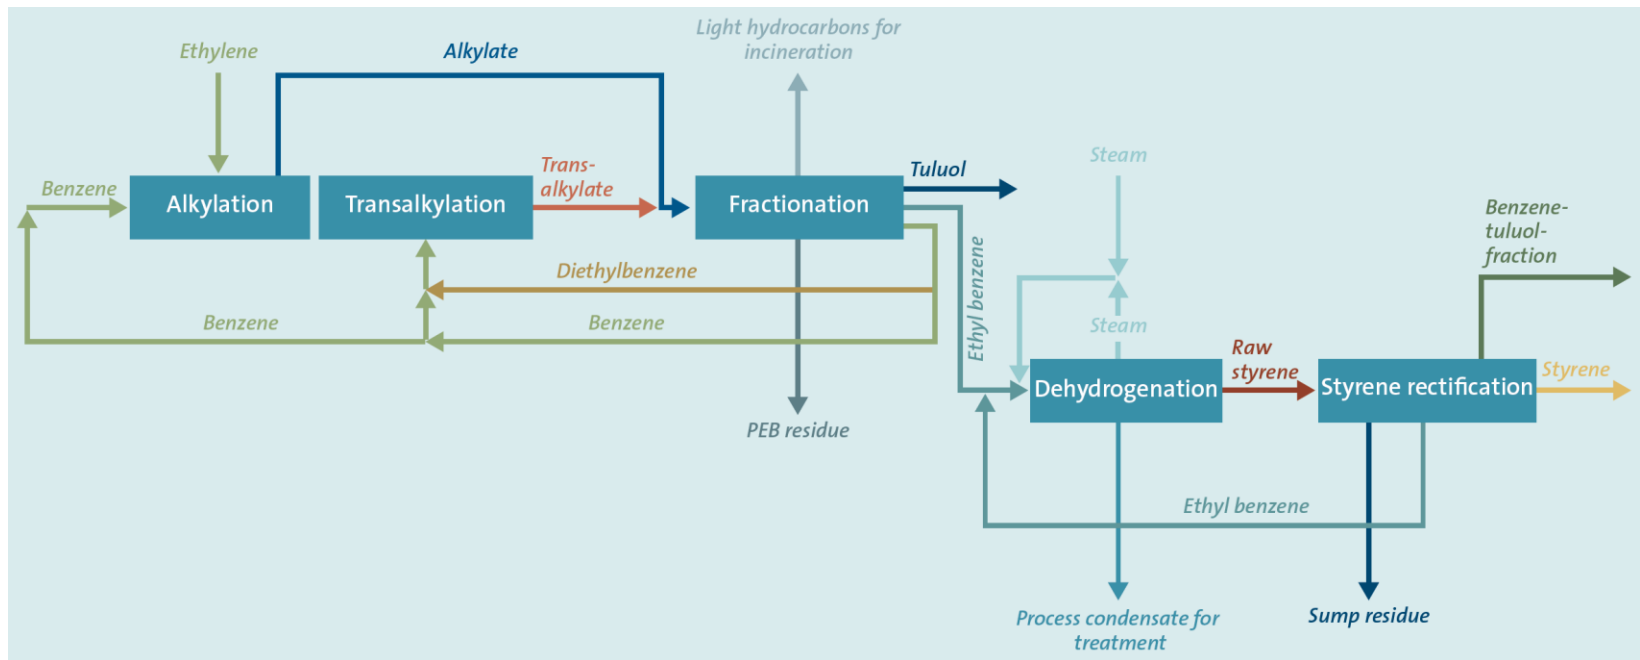 Light hydrocarbons for
incineration
Ethylene
Alkylate
Steam
Trans-
alkylate
Tuluol
Benzene
Alkylation
Transalkylation
Fractionation
Benzene-
tuluol-
fraction
Diethylbenzene
Ethyl benzene
Benzene
Benzene
Steam
Raw
styrene
Dehydrogenation
Styrene rectification
Styrene
PEB residue
Ethyl benzene
Process condensate for
treatment
Sump residue